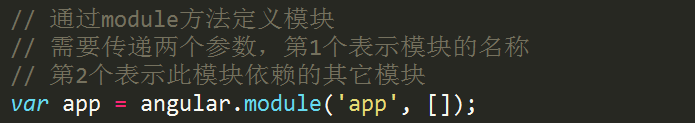 // 通过module方法定义模块
// 需要传递两个参数，第1个表示模块的名称
// 第2个表示此模块依赖的其它模块
var app = angular.module('app', []);